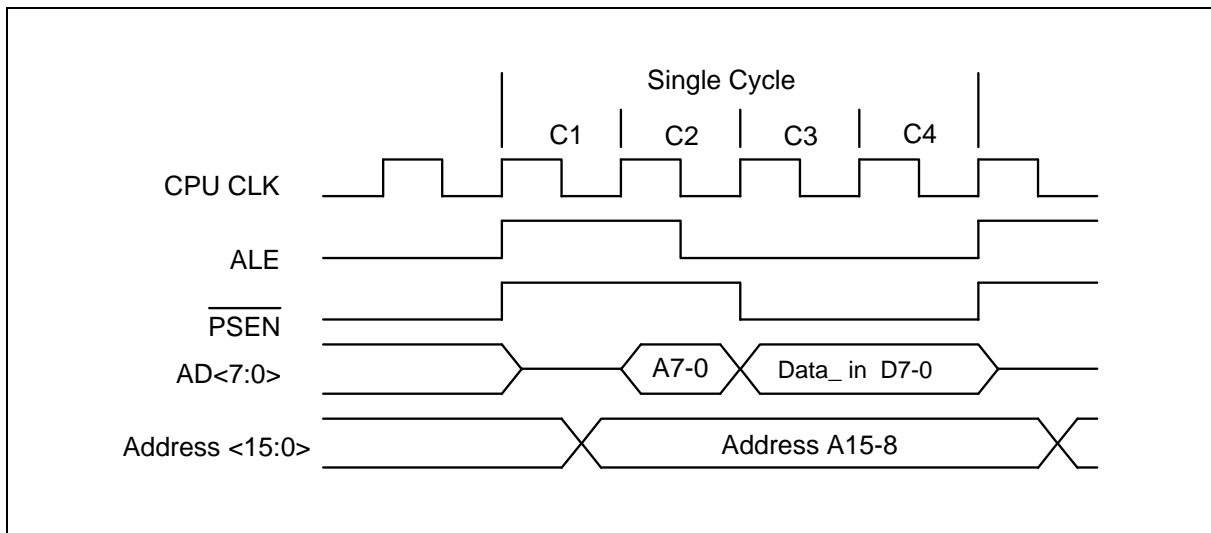 Single Cycle
C1 C2 C3 C4
CPU CLK
ALE
PSEN
AD<7:0> A7-0 Data_ in D7-0
Address <15:0> Address A15-8